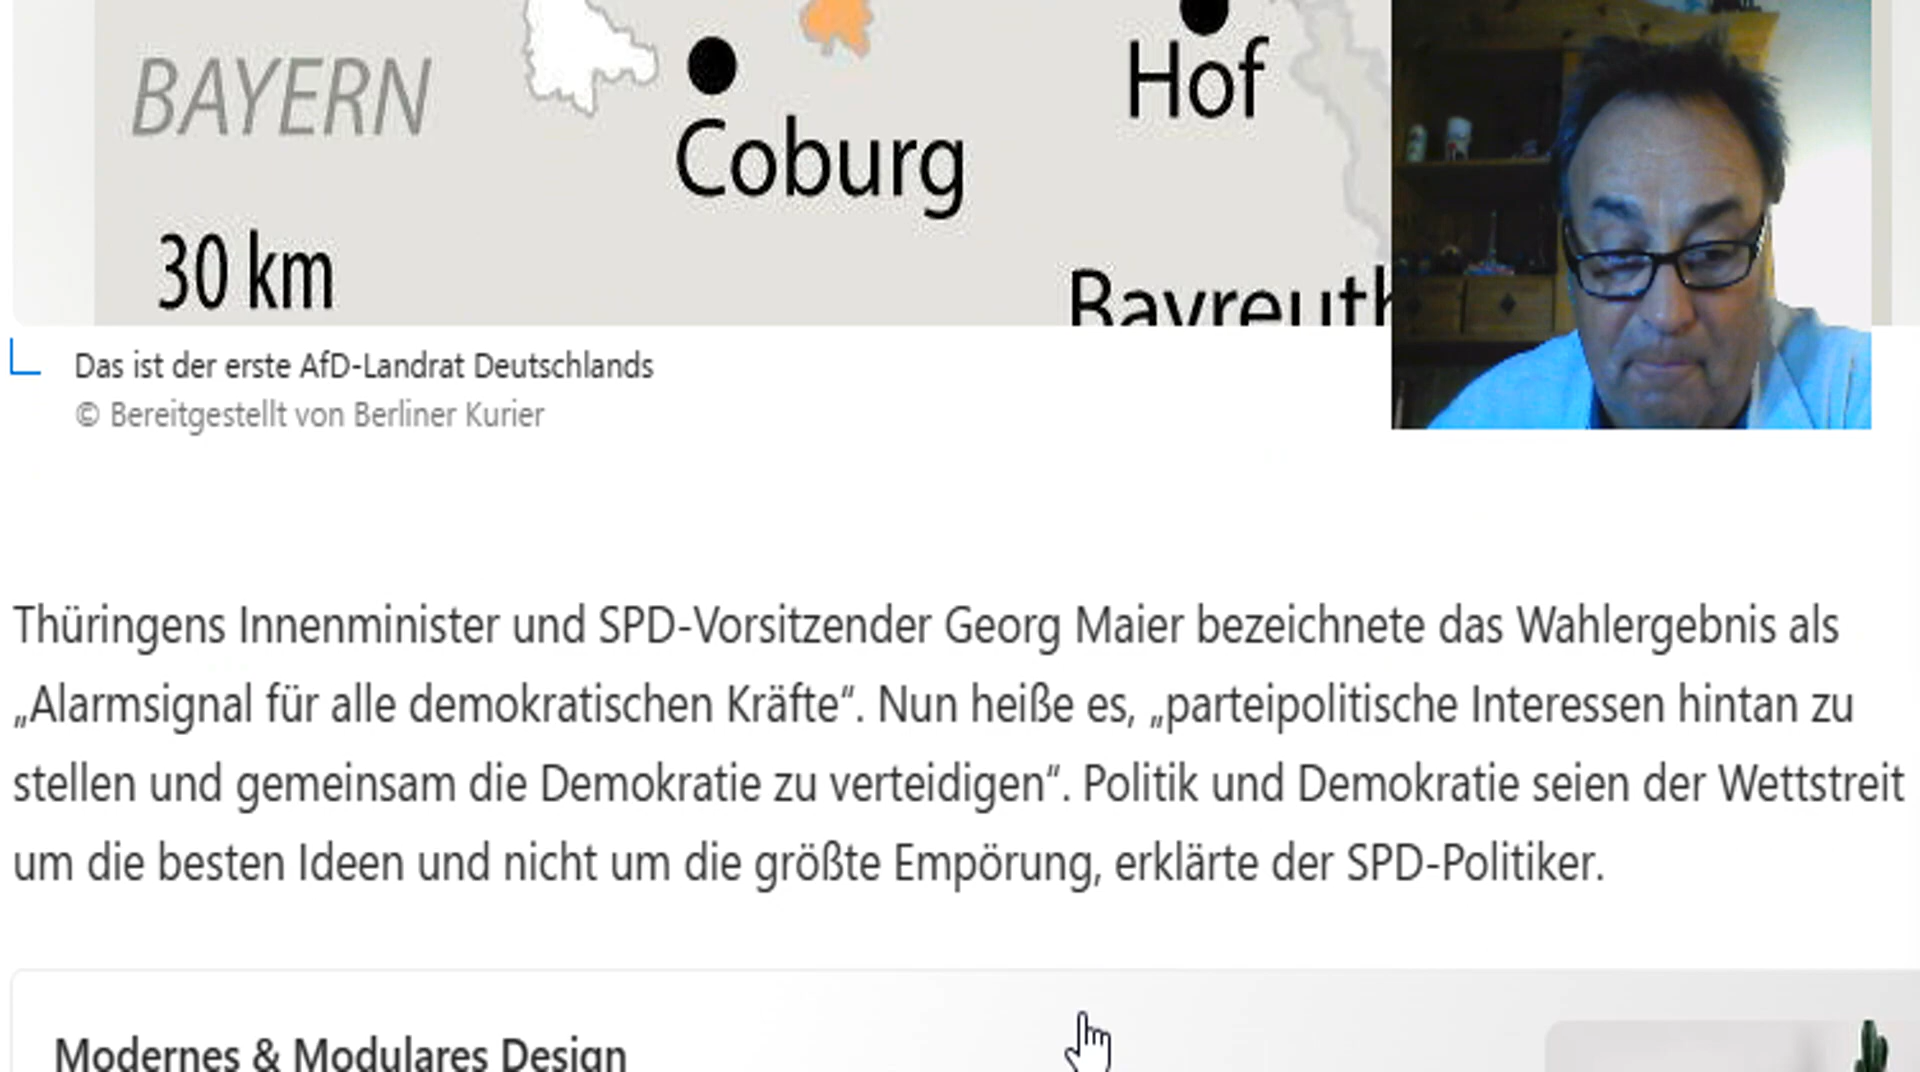 BAYERN
Hof
Coburg
30 km
Bayreuth
Das ist der erste AfD-Landrat Deutschlands
© Bereitgestellt von Berliner Kurier
Thüringens Innenminister und SPD-Vorsitzender Georg Maier bezeichnete das Wahlergebnis als
„Alarmsignal für alle demokratischen Kräfte“. Nun heiße es, „parteipolitische Interessen hintan zu
stellen und gemeinsam die Demokratie zu verteidigen“. Politik und Demokratie seien der Wettstreit
um die besten Ideen und nicht um die größte Empörung, erklärte der SPD-Politiker.
Modernes & Modulares Design